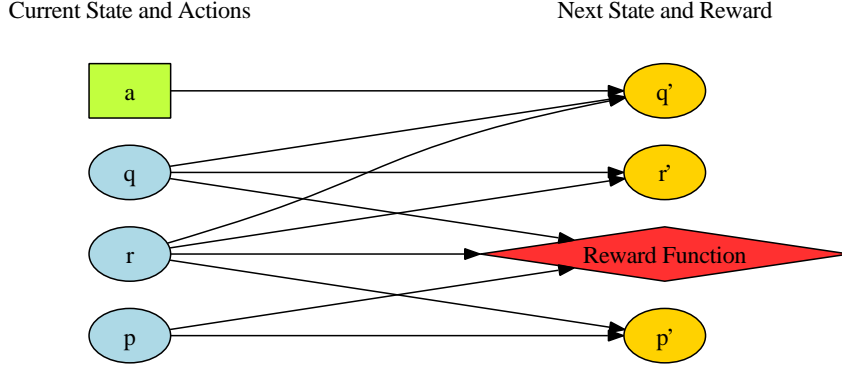 Current State and Actions
Next State and Reward
a
q'
q
r'
r
Reward Function
p
p'